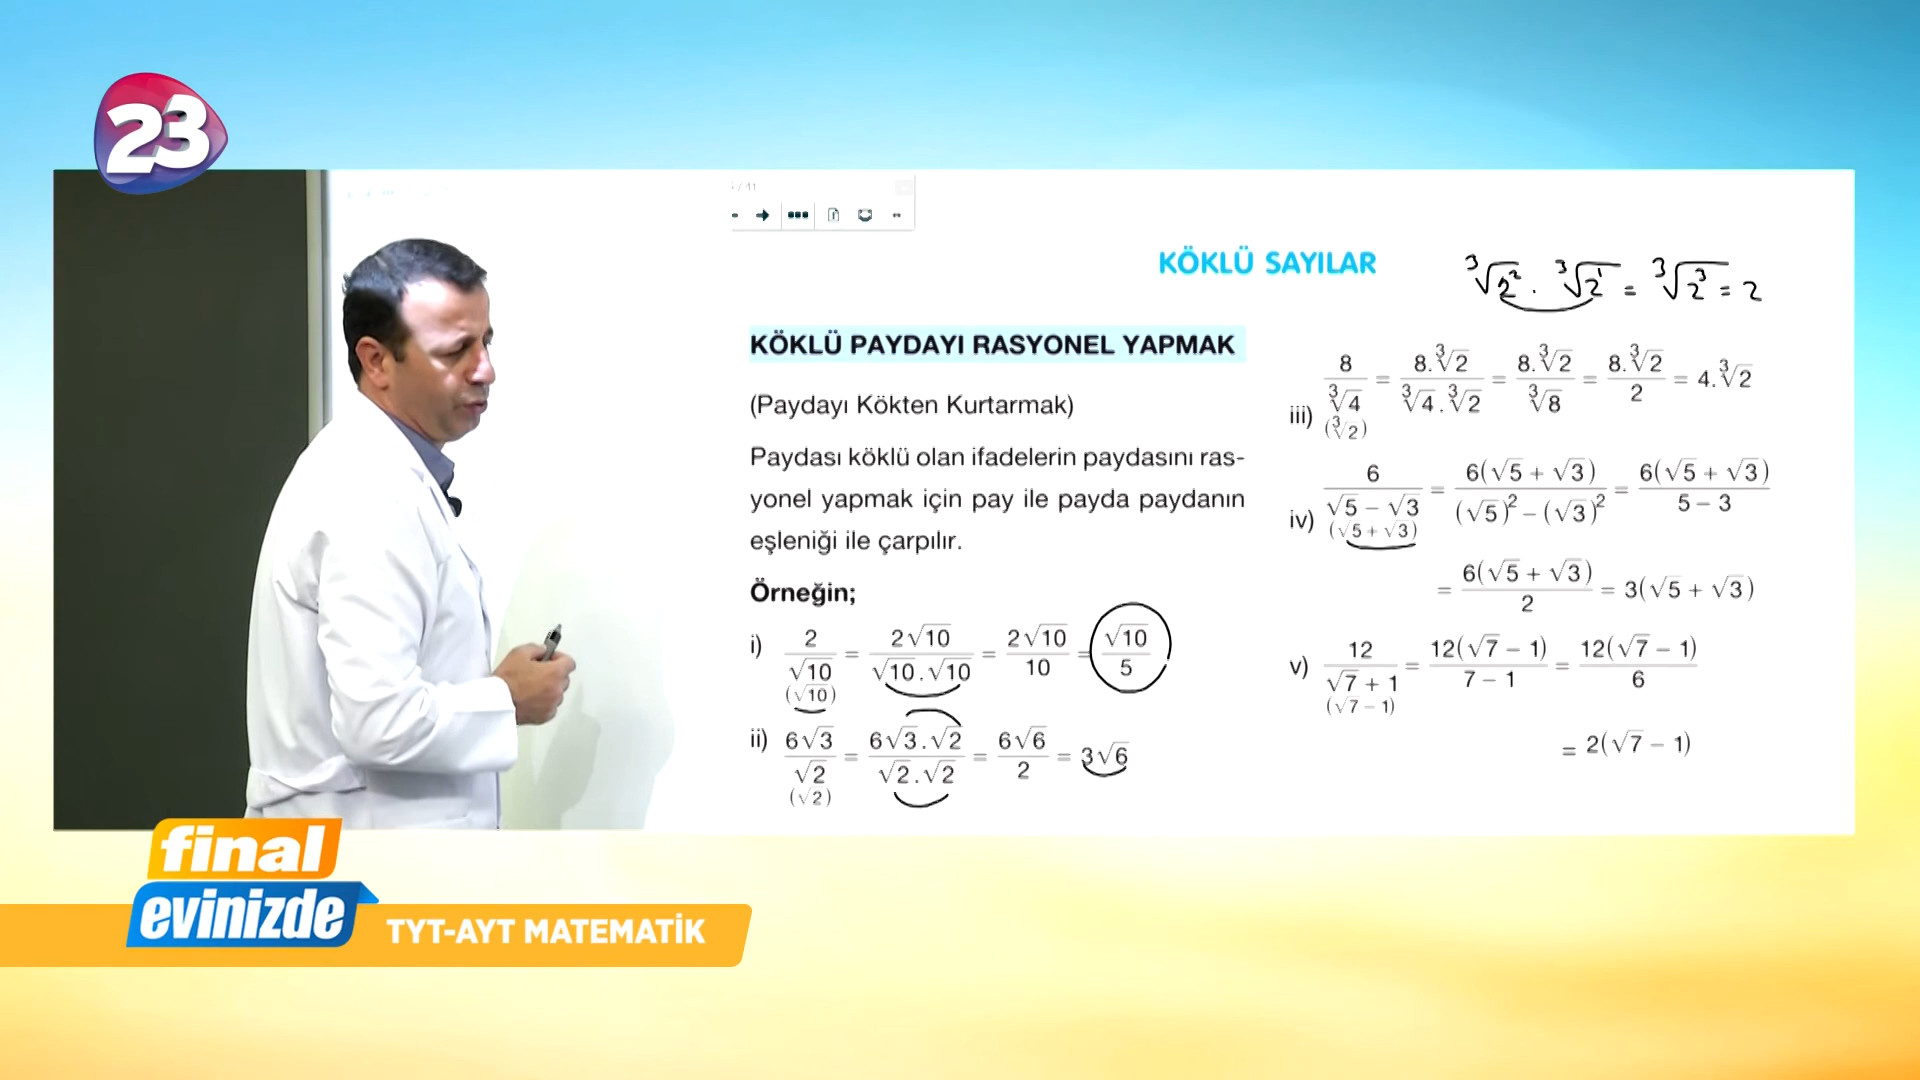 23
5 / 41
KÖKLÜ SAYILAR
∛2² . ∛2¹ = ∛2³ = 2
KÖKLÜ PAYDAYI RASYONEL YAPMAK
(Paydayı Kökten Kurtarmak)
Paydası köklü olan ifadelerin paydasını ras-
yonel yapmak için pay ile payda paydanın
eşleniği ile çarpılır.
Örneğin;
i) 2/√10 (√10) = 2√10/(√10.√10) = 2√10/10 = √10/5
ii) 6√3/√2 (√2) = 6√3.√2/(√2.√2) = 6√6/2 = 3√6
iii) 8/∛4 (∛2) = 8.∛2/(∛4.∛2) = 8.∛2/∛8 = 8.∛2/2 = 4.∛2
iv) 6/(√5 − √3) (√5 + √3) = 6(√5 + √3)/((√5)² − (√3)²) = 6(√5 + √3)/(5 − 3)
= 6(√5 + √3)/2 = 3(√5 + √3)
v) 12/(√7 + 1) (√7 − 1) = 12(√7 − 1)/(7 − 1) = 12(√7 − 1)/6
= 2(√7 − 1)
final
evinizde
TYT-AYT MATEMATİK